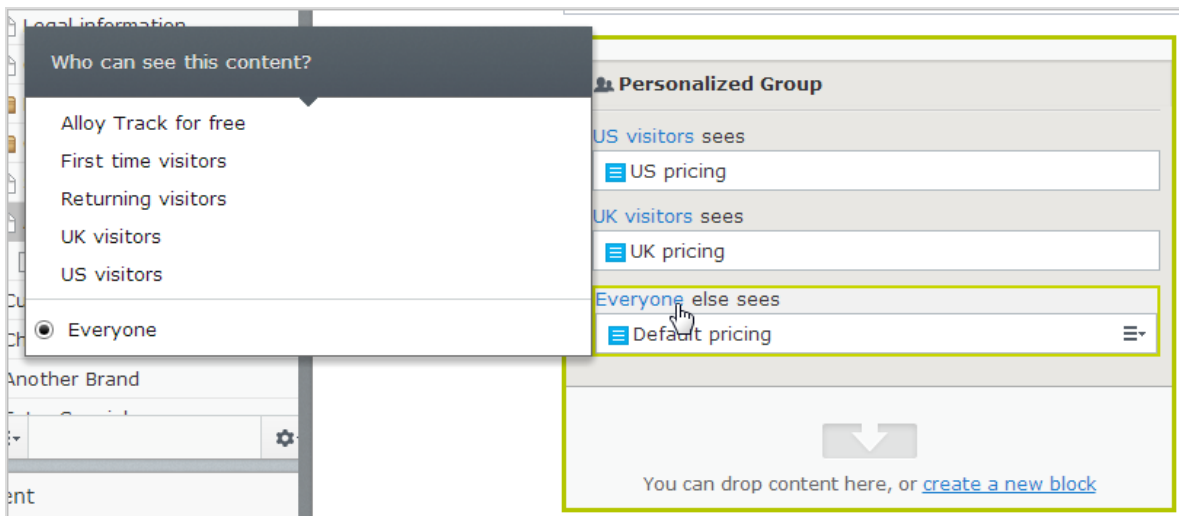 Legal information
Who can see this content?
Alloy Track for free
First time visitors
Returning visitors
UK visitors
US visitors
Everyone
Another Brand
Personalized Group
US visitors sees
US pricing
UK visitors sees
UK pricing
Everyone else sees
Default pricing
You can drop content here, or create a new block